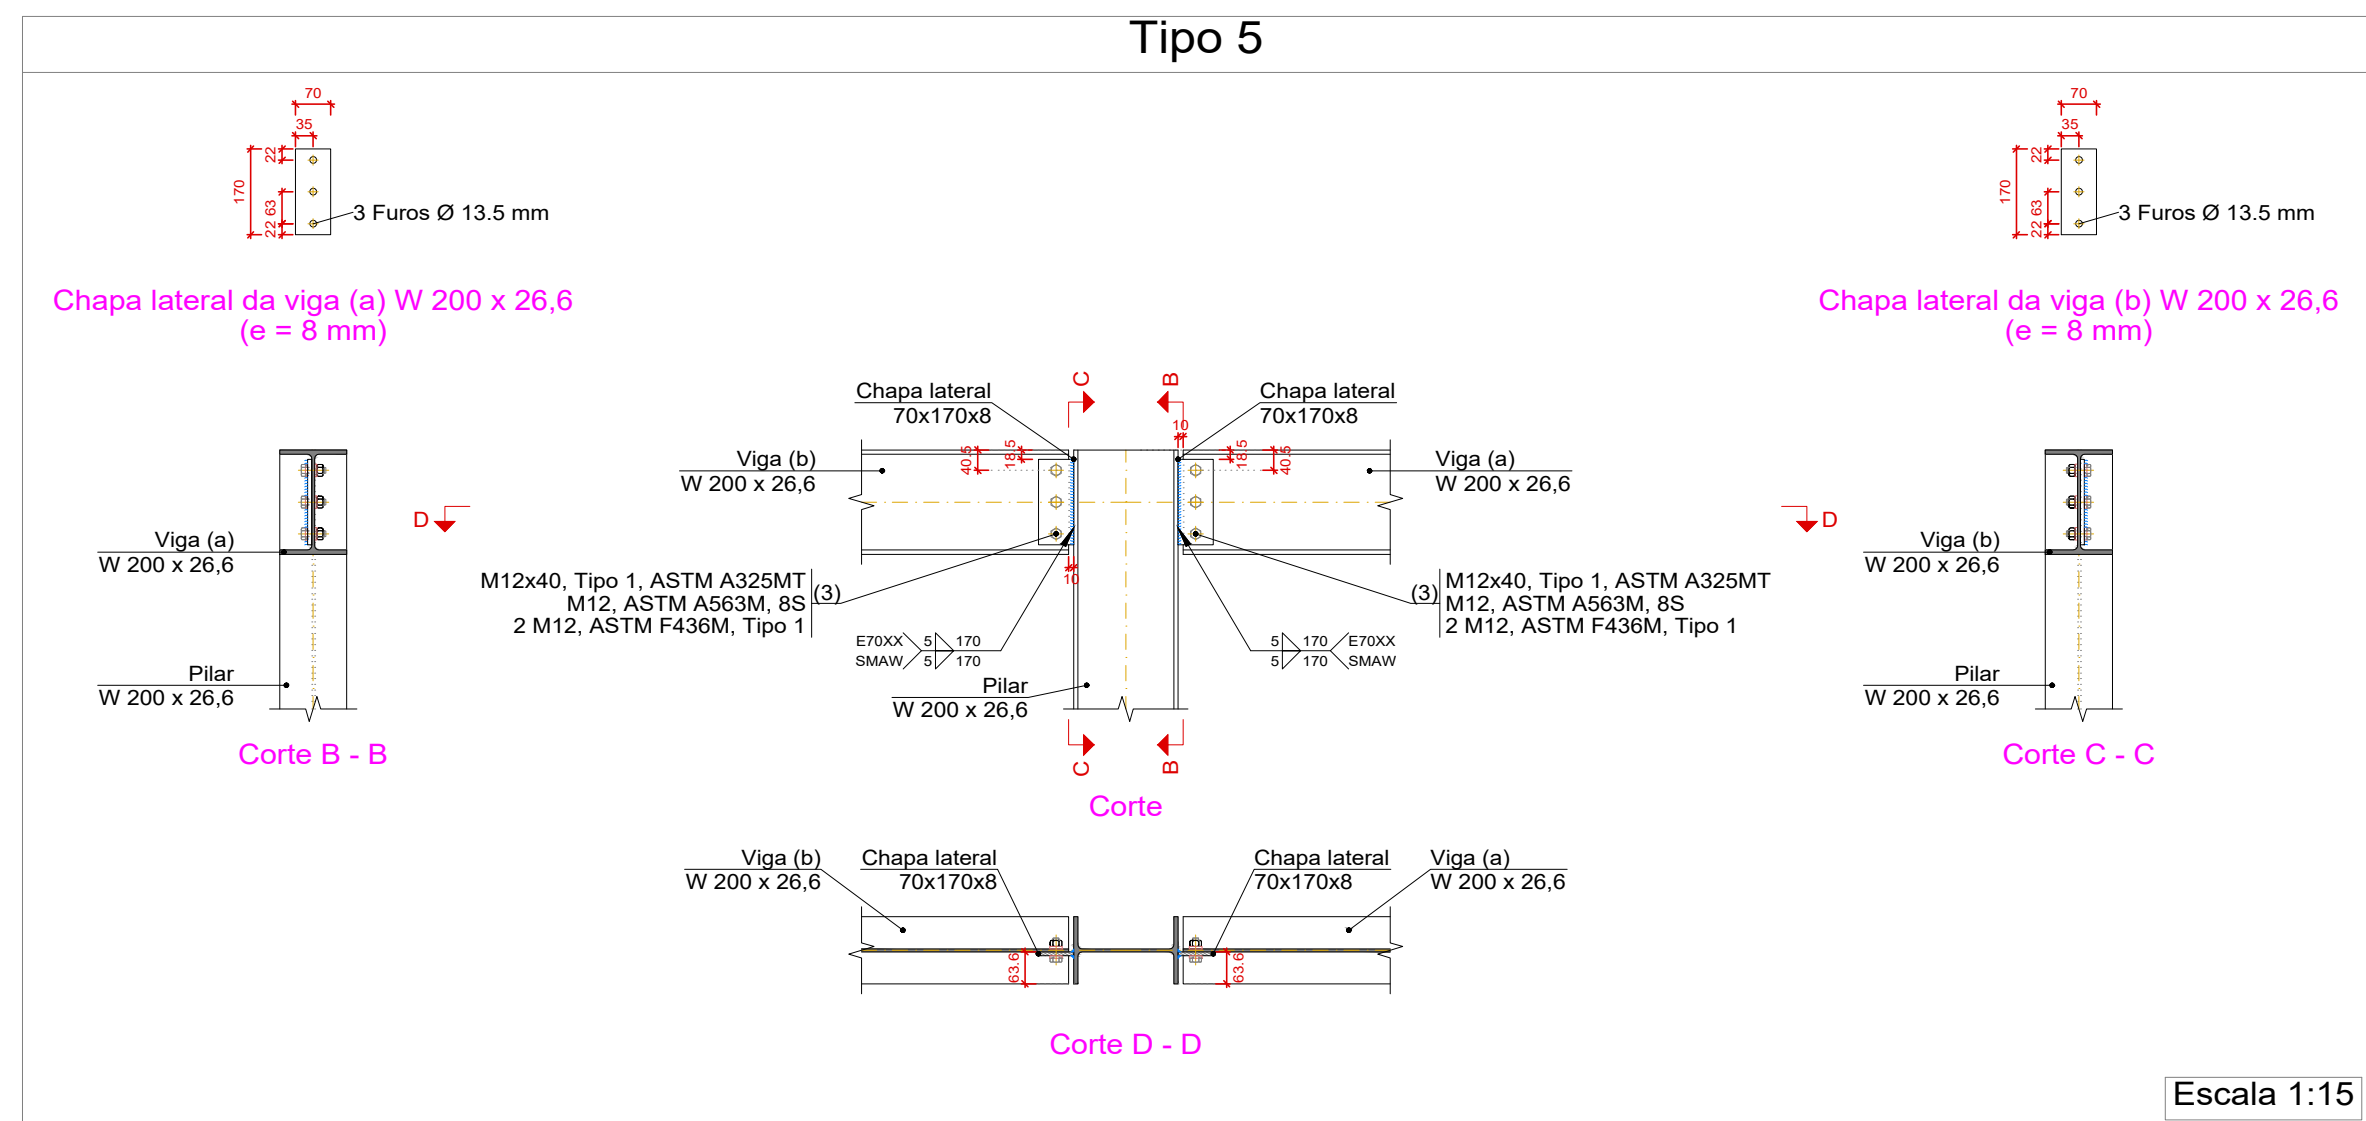 Tipo 5
70
35
22
170
63
22
3 Furos Ø 13.5 mm
Chapa lateral da viga (a) W 200 x 26,6
(e = 8 mm)
70
35
22
170
63
22
3 Furos Ø 13.5 mm
Chapa lateral da viga (b) W 200 x 26,6
(e = 8 mm)
Viga (a)
W 200 x 26,6
Pilar
W 200 x 26,6
Corte B - B
C
B
Chapa lateral
70x170x8
Chapa lateral
70x170x8
10
40.5
18.5
18.5
40.5
Viga (b)
W 200 x 26,6
Viga (a)
W 200 x 26,6
D
D
10
M12x40, Tipo 1, ASTM A325MT
M12, ASTM A563M, 8S
2 M12, ASTM F436M, Tipo 1
(3)
(3)
M12x40, Tipo 1, ASTM A325MT
M12, ASTM A563M, 8S
2 M12, ASTM F436M, Tipo 1
E70XX 5 170
SMAW 5 170
5 170 E70XX
5 170 SMAW
Pilar
W 200 x 26,6
C
B
Corte
Viga (b)
W 200 x 26,6
Pilar
W 200 x 26,6
Corte C - C
Viga (b)
W 200 x 26,6
Chapa lateral
70x170x8
Chapa lateral
70x170x8
Viga (a)
W 200 x 26,6
63.6
63.6
Corte D - D
Escala 1:15